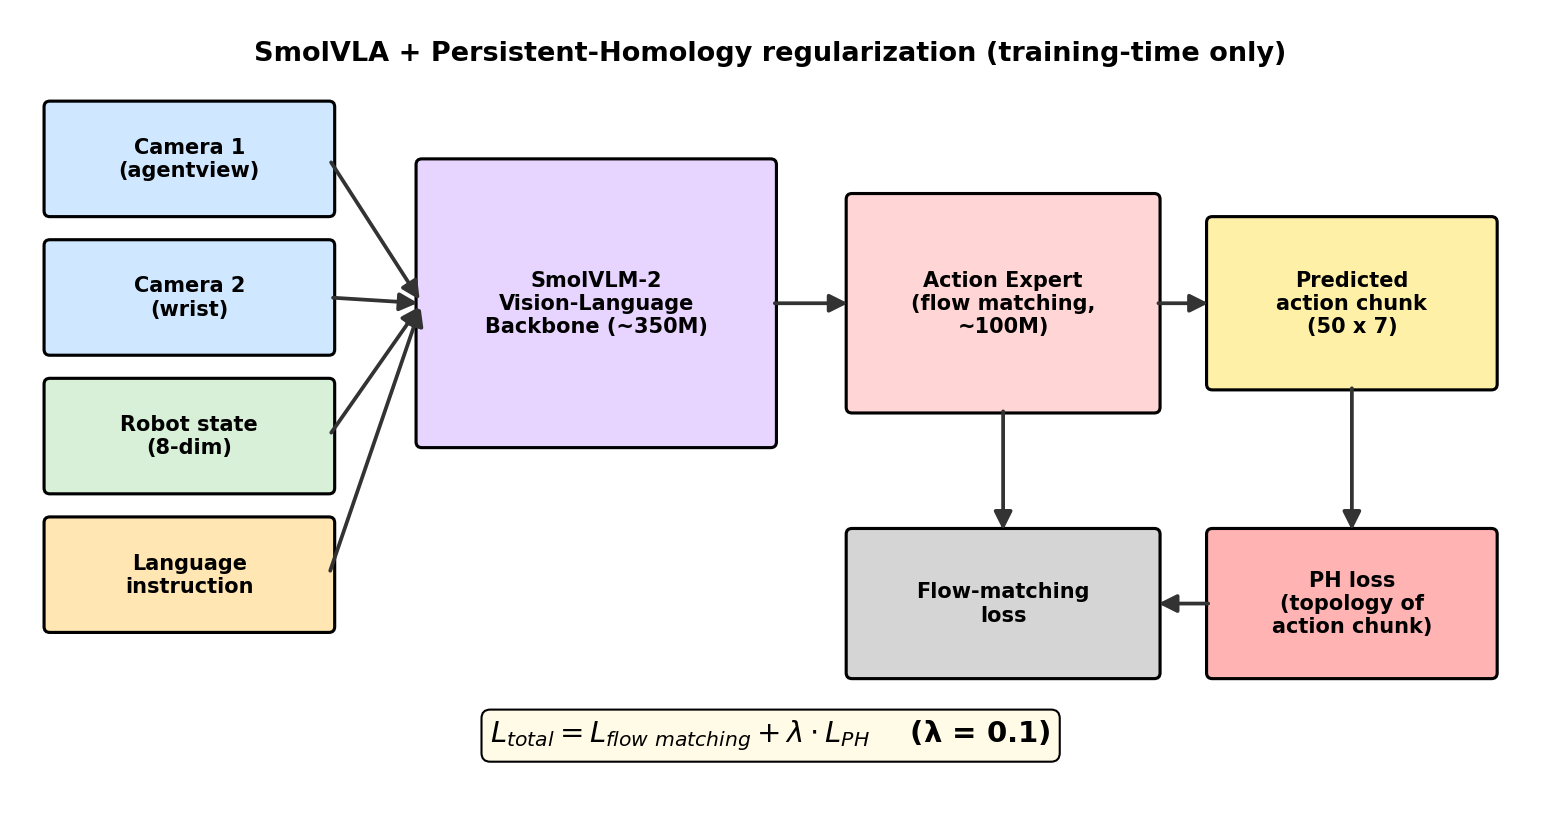 SmolVLA + Persistent-Homology regularization (training-time only)
Camera 1
(agentview)
Camera 2
(wrist)
Robot state
(8-dim)
Language
instruction
SmolVLM-2
Vision-Language
Backbone (~350M)
Action Expert
(flow matching,
~100M)
Predicted
action chunk
(50 x 7)
Flow-matching
loss
PH loss
(topology of
action chunk)
L_total = L_flow matching + λ · L_PH (λ = 0.1)